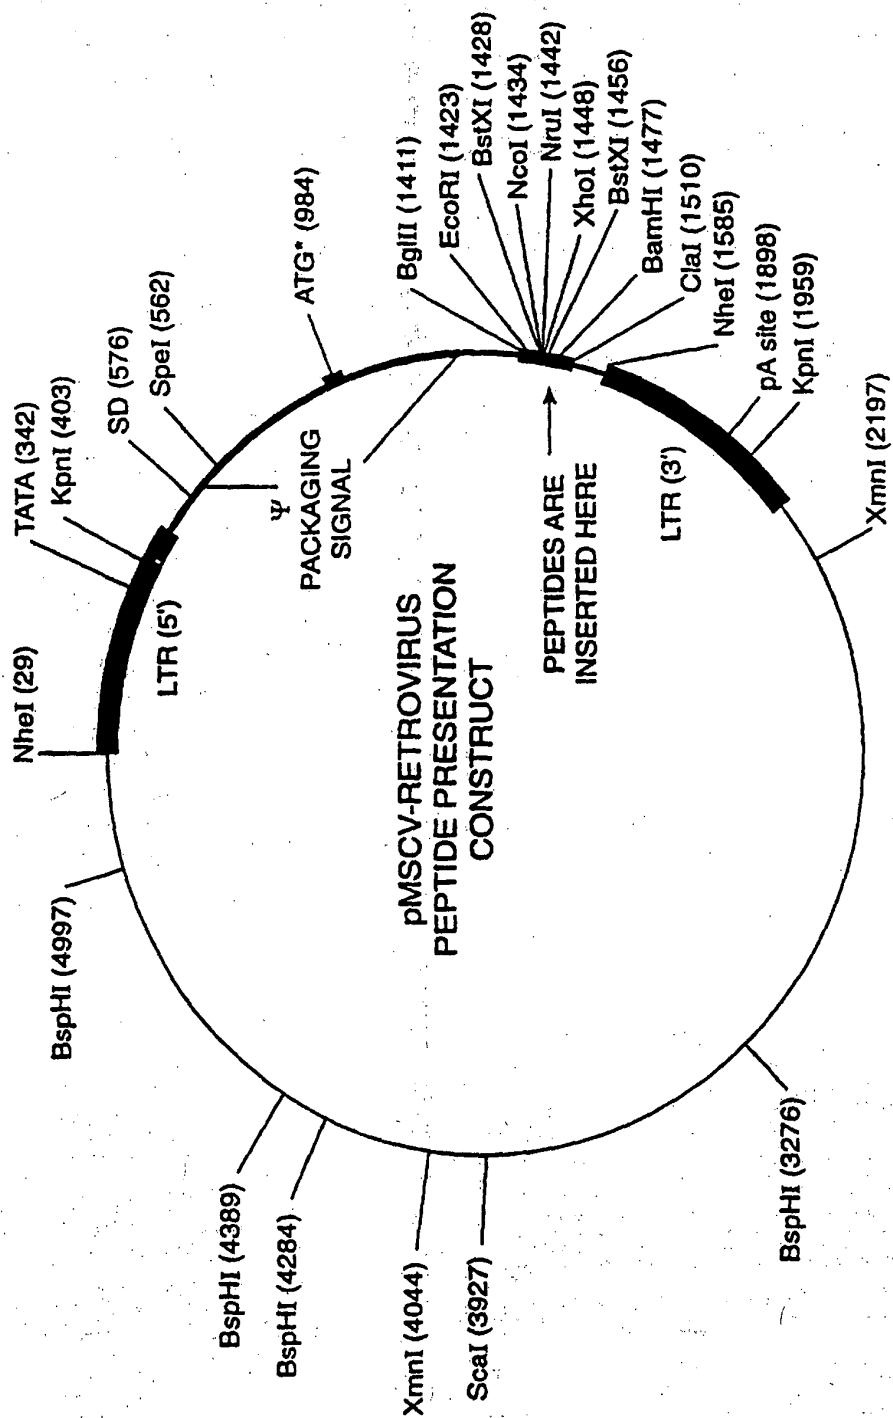 NheI (29)
TATA (342)
KpnI (403)
SD (576)
SpeI (562)
ATG* (984)
BglII (1411)
EcoRI (1423)
BstXI (1428)
NcoI (1434)
NruI (1442)
XhoI (1448)
BstXI (1456)
BamHI (1477)
ClaI (1510)
NheI (1585)
pA site (1898)
KpnI (1959)
XmnI (2197)
BspHI (3276)
ScaI (3927)
XmnI (4044)
BspHI (4284)
BspHI (4389)
BspHI (4997)
LTR (5')
Ψ
PACKAGING
SIGNAL
pMSCV-RETROVIRUS
PEPTIDE PRESENTATION
CONSTRUCT
PEPTIDES ARE
INSERTED HERE
LTR (3')